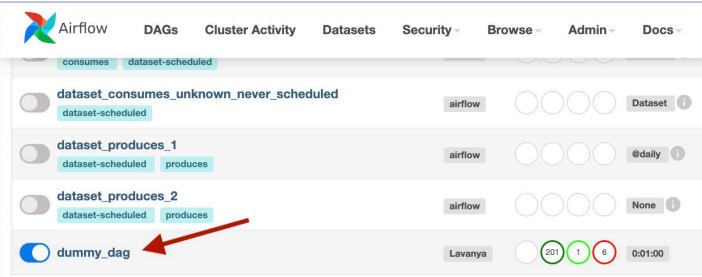 Airflow DAGs Cluster Activity Datasets Security Browse Admin Docs
consumes dataset-scheduled
dataset_consumes_unknown_never_scheduled
dataset-scheduled airflow Dataset i
dataset_produces_1
dataset-scheduled produces airflow @daily i
dataset_produces_2
dataset-scheduled produces airflow None i
dummy_dag Lavanya 201 1 6 0:01:00